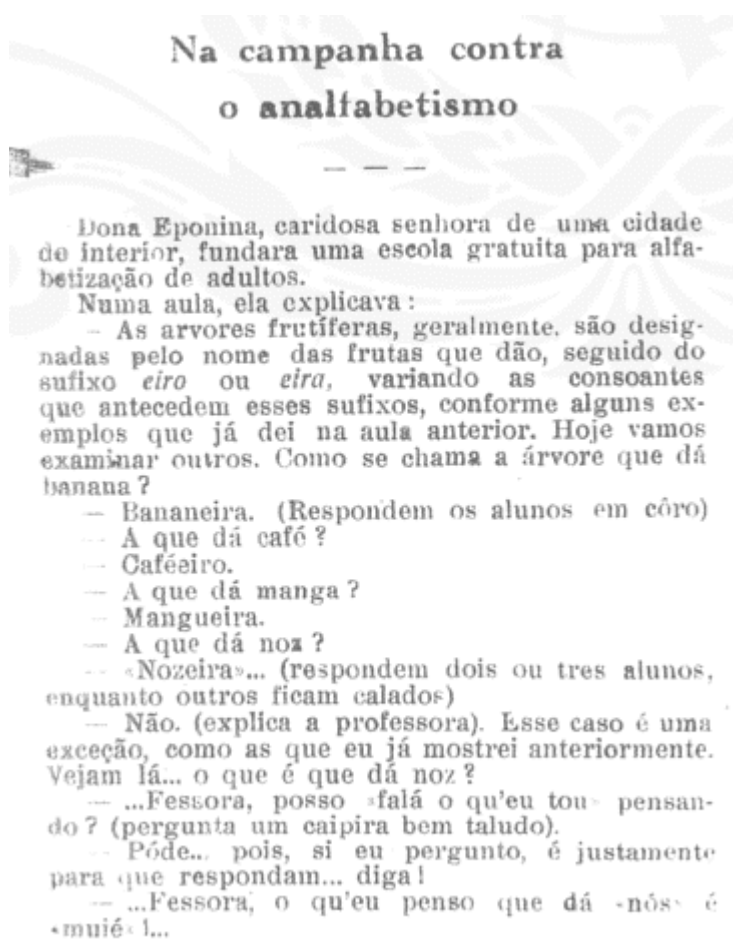 Na campanha contra
o analfabetismo
— — —
Dona Eponina, caridosa senhora de uma cidade
do interior, fundara uma escola gratuita para alfa-
betização de adultos.
Numa aula, ela explicava :
— As arvores frutíferas, geralmente. são desig-
nadas pelo nome das frutas que dão, seguido do
sufixo eiro ou eira, variando as consoantes
que antecedem esses sufixos, conforme alguns ex-
emplos que já dei na aula anterior. Hoje vamos
examinar outros. Como se chama a árvore que dá
banana ?
— Bananeira. (Respondem os alunos em côro)
— A que dá café ?
— Caféeiro.
— A que dá manga ?
— Mangueira.
— A que dá noz ?
— «Nozeira»... (respondem dois ou tres alunos,
enquanto outros ficam calados)
— Não. (explica a professora). Esse caso é uma
exceção, como as que eu já mostrei anteriormente.
Vejam lá... o que é que dá noz ?
— ...Fessora, posso «falá o qu'eu tou» pensan-
do ? (pergunta um caipira bem taludo).
— Póde... pois, si eu pergunto, é justamente
para que respondam... diga !
— ...Fessora, o qu'eu penso que dá «nós» é
«muié» !...